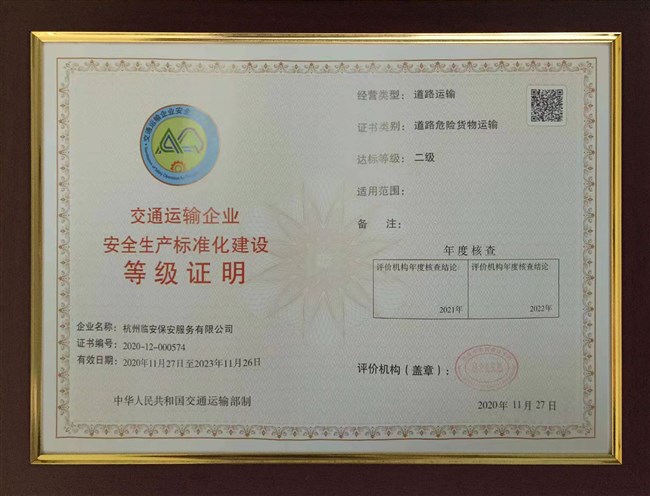 交通运输企业
安全生产标准化建设
等级证明
企业名称：杭州临安保安服务有限公司
证书编号：2020-12-000574
有效日期：2020年11月27日至2023年11月26日
中华人民共和国交通运输部制
经营类型：道路运输
证书类别：道路危险货物运输
达标等级：二级
适用范围：
备 注：
年度核查
评价机构年度核查结论： 评价机构年度核查结论：
2021年 2022年
评价机构（盖章）：
2020年 11月 27日